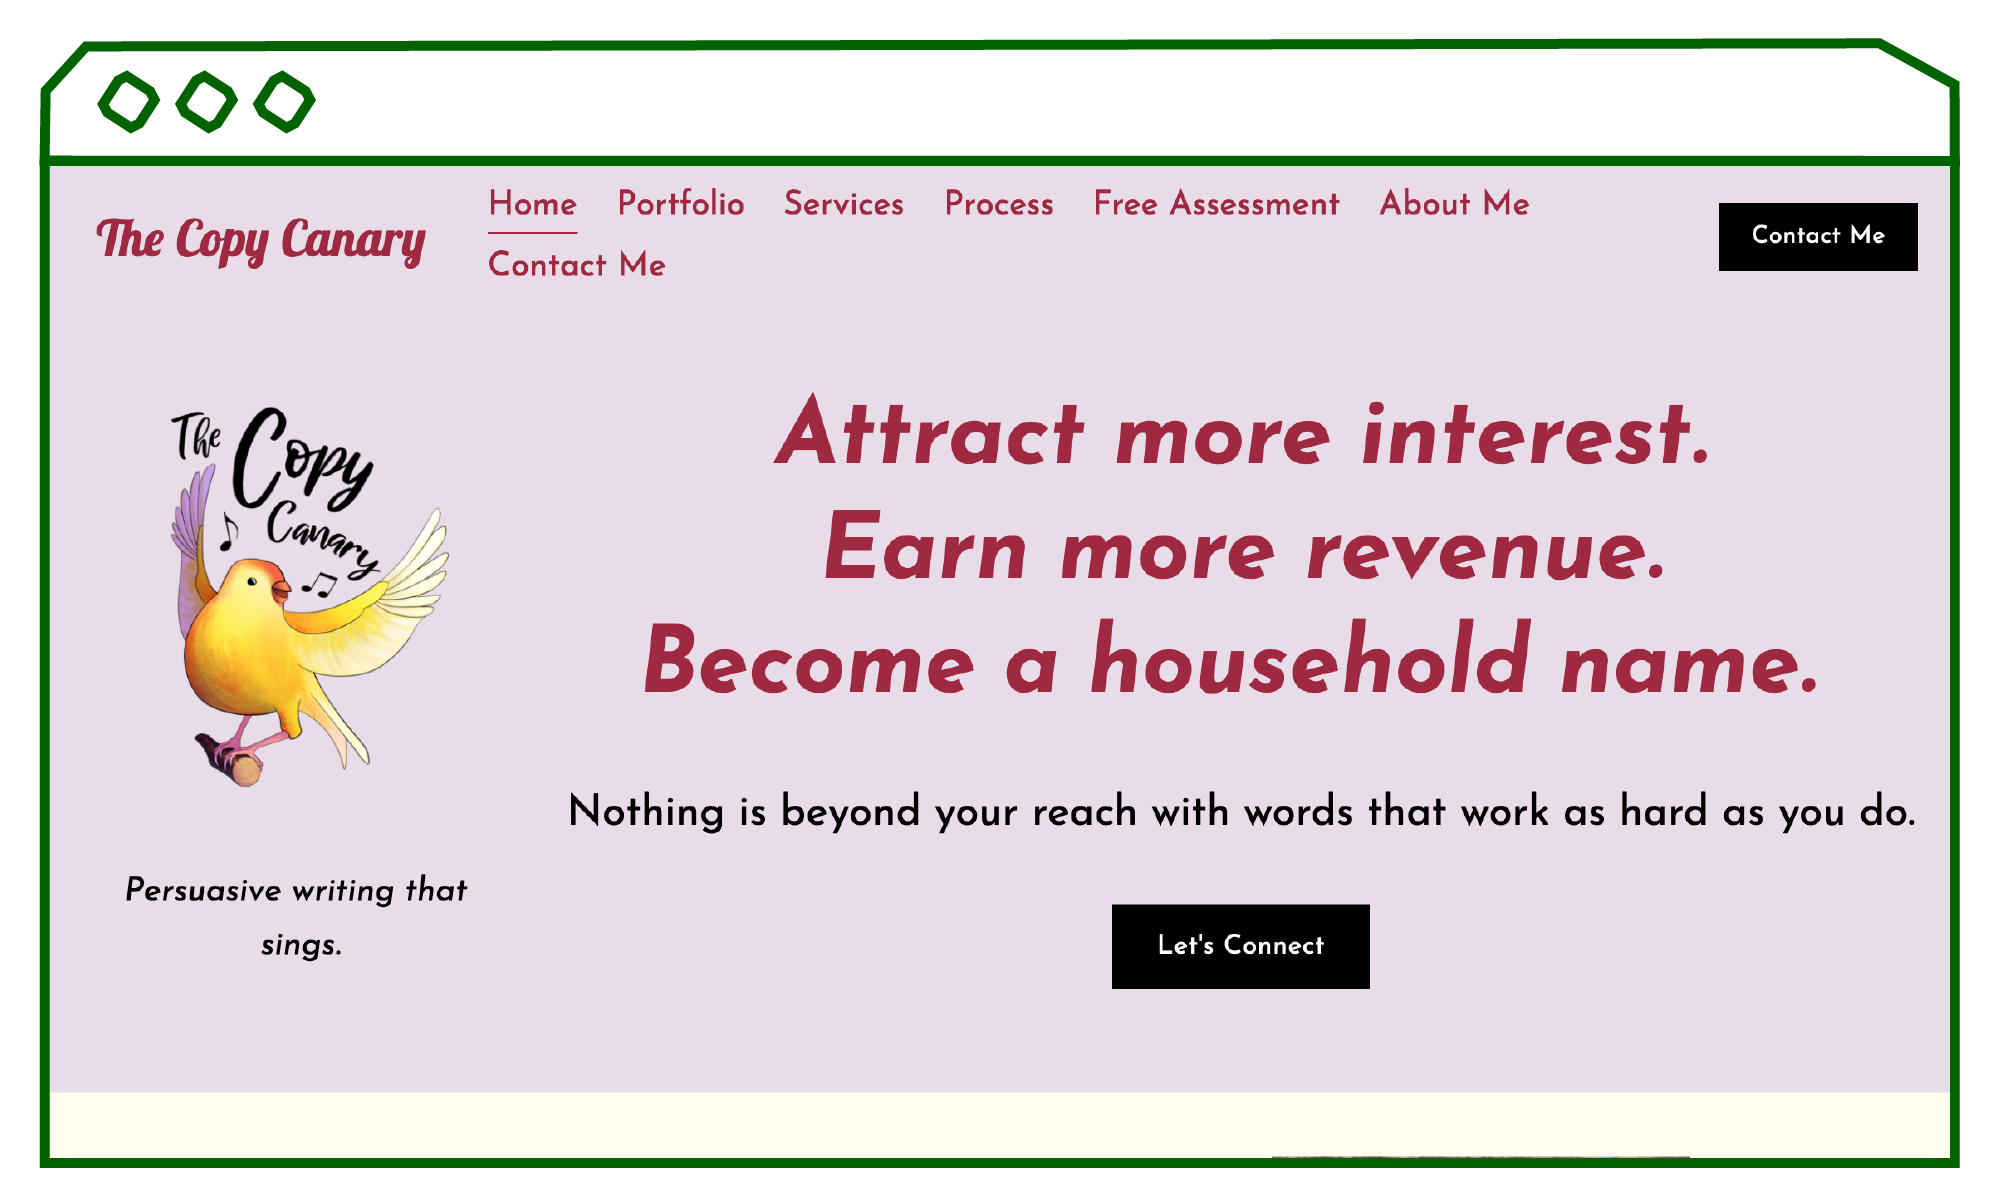 The Copy Canary
Home Portfolio Services Process Free Assessment About Me
Contact Me
Contact Me
The
Copy
Canary
Persuasive writing that
sings.
Attract more interest.
Earn more revenue.
Become a household name.
Nothing is beyond your reach with words that work as hard as you do.
Let's Connect